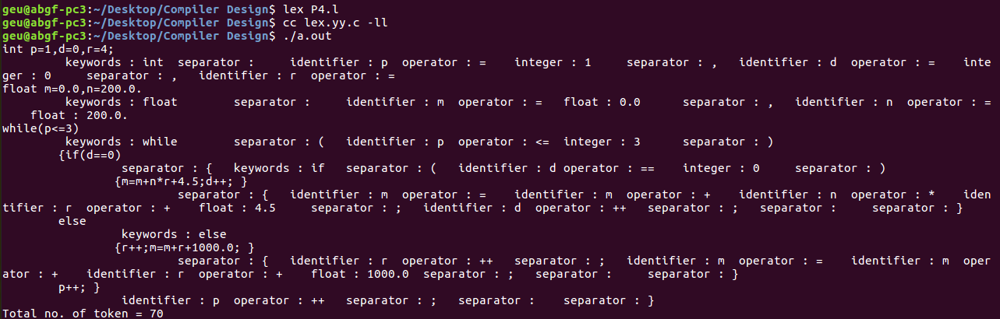 geu@abgf-pc3:~/Desktop/Compiler Design$ lex P4.l
geu@abgf-pc3:~/Desktop/Compiler Design$ cc lex.yy.c -ll
geu@abgf-pc3:~/Desktop/Compiler Design$ ./a.out
int p=1,d=0,r=4;
keywords : int separator : identifier : p operator : = integer : 1 separator : , identifier : d operator : = inte
ger : 0 separator : , identifier : r operator : =
float m=0.0,n=200.0.
keywords : float separator : identifier : m operator : = float : 0.0 separator : , identifier : n operator : =
float : 200.0.
while(p<=3)
keywords : while separator : ( identifier : p operator : <= integer : 3 separator : )
{if(d==0)
separator : { keywords : if separator : ( identifier : d operator : == integer : 0 separator : )
{m=m+n*r+4.5;d++; }
separator : { identifier : m operator : = identifier : m operator : + identifier : n operator : * iden
tifier : r operator : + float : 4.5 separator : ; identifier : d operator : ++ separator : ; separator : separator : }
else
keywords : else
{r++;m=m+r+1000.0; }
separator : { identifier : r operator : ++ separator : ; identifier : m operator : = identifier : m oper
ator : + identifier : r operator : + float : 1000.0 separator : ; separator : separator : }
p++; }
identifier : p operator : ++ separator : ; separator : separator : }
Total no. of token = 70